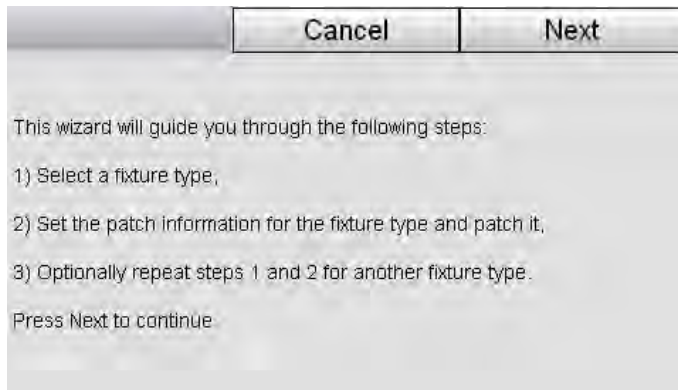 Cancel Next
This wizard will guide you through the following steps:
1) Select a fixture type,
2) Set the patch information for the fixture type and patch it,
3) Optionally repeat steps 1 and 2 for another fixture type.
Press Next to continue